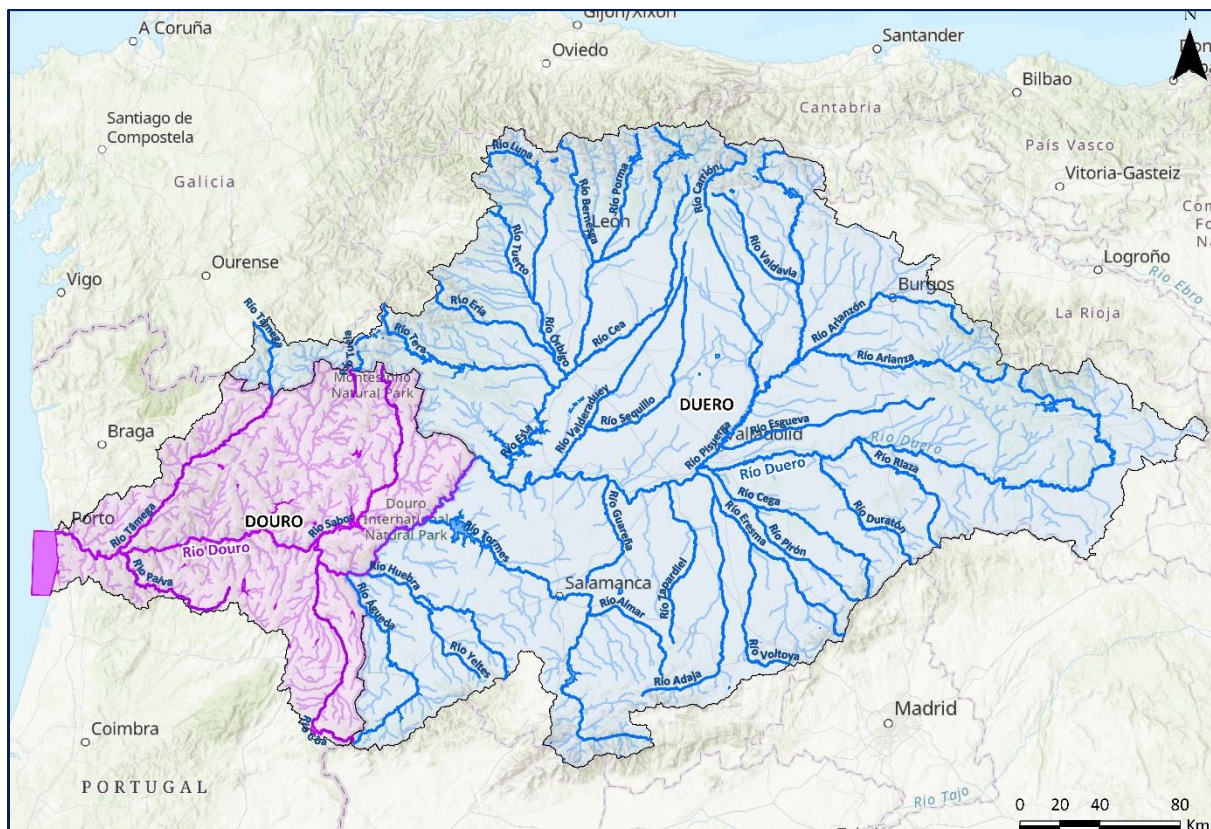 Gijón/Xixón
A Coruña
Oviedo
Santander
N
Bilbao
Cantabria
Santiago de
Compostela
País Vasco
Vitoria-Gasteiz
Galicia
Río Luna
Río Bernesga
Río Porma
Río Carrión
León
Logroño
Río Ebro
La Rioja
Vigo
Ourense
Río Tuerto
Río Valdavia
Burgos
Río Támega
Río Eria
Río Órbigo
Río Cea
Río Arlanzón
Río Arlanza
Río Tuela
Río Tera
Natural Park
Río Esla
Río Valderaduey
Río Sequillo
DUERO
Río Pisuerga
Valladolid
Río Esgueva
Río Duero
Río Duero
Río Riaza
Braga
Porto
Río Tâmega
DOURO
Rio Douro
Río Sabor
Douro
International
Natural Park
Río Tormes
Río Guareña
Río Cega
Río Eresma
Río Pirón
Río Duratón
Río Paiva
Río Huebra
Río Águeda
Río Yeltes
Salamanca
Río Almar
Río Zapardiel
Río Adaja
Río Voltoya
Madrid
Coimbra
Río Côa
PORTUGAL
Río Tajo
0 20 40 80
Km